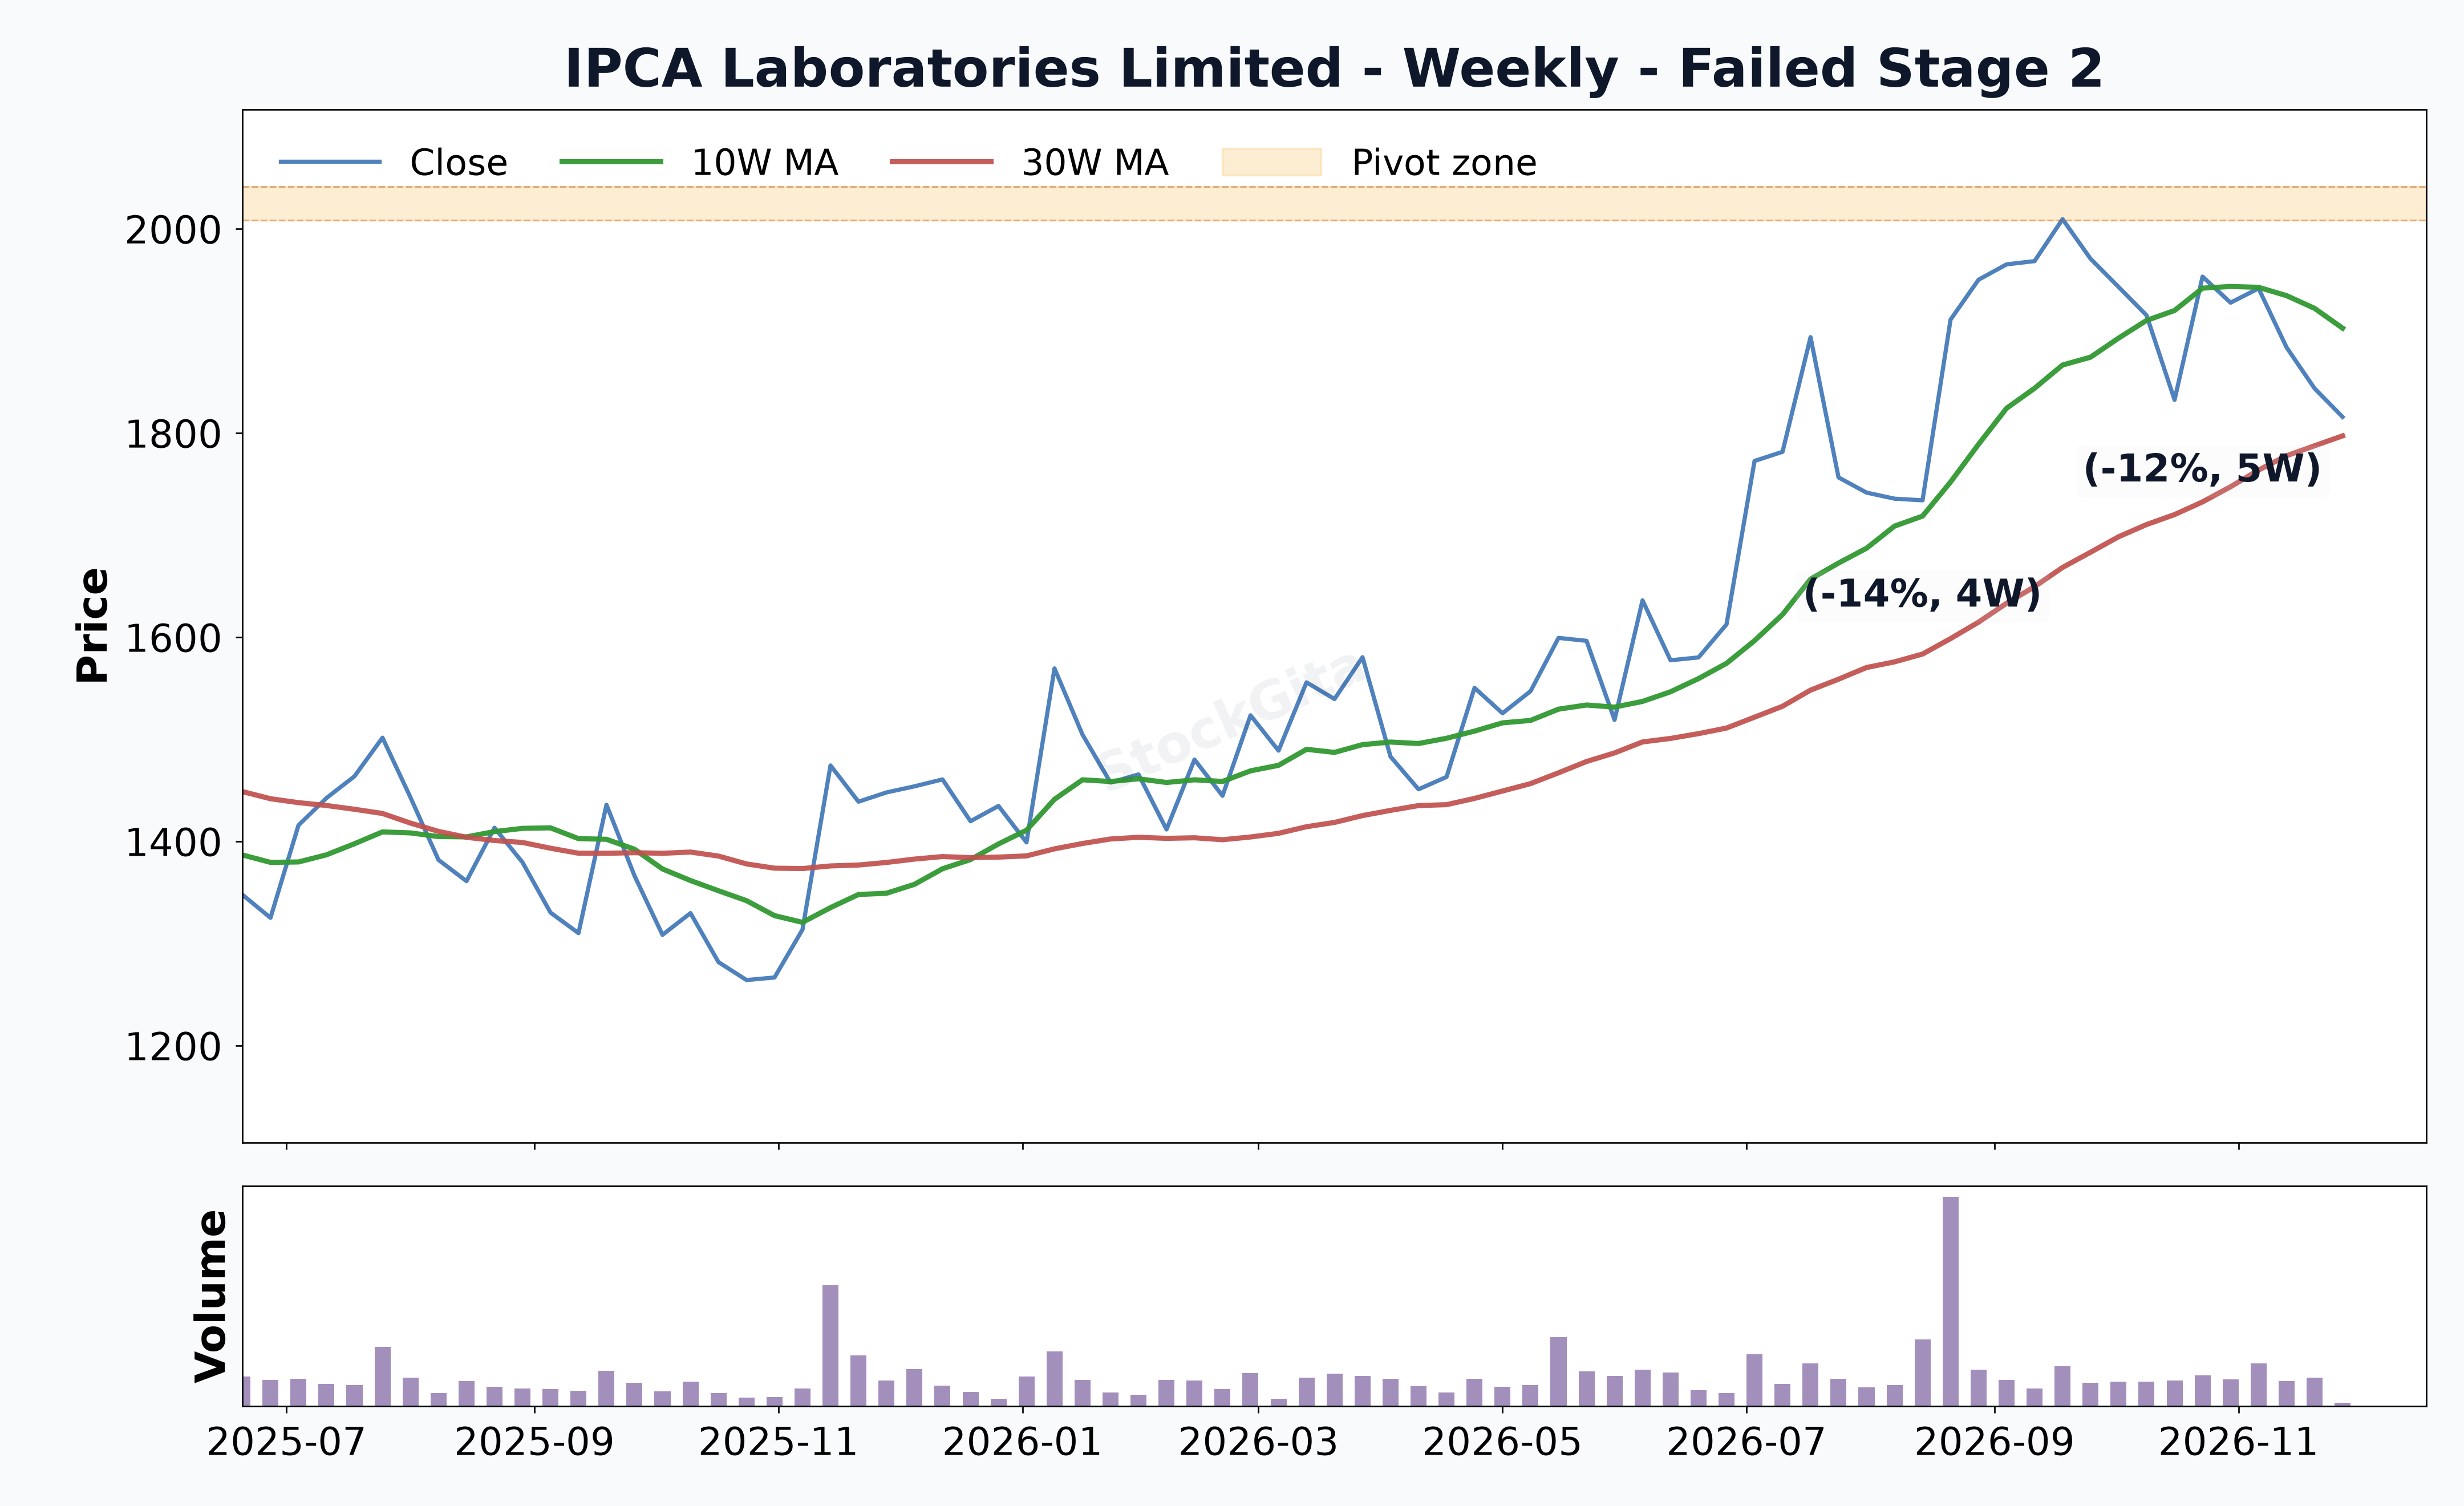 IPCA Laboratories Limited - Weekly - Failed Stage 2
Close 10W MA 30W MA Pivot zone
2000
1800
1600
1400
1200
Price
(-12%, 5W)
(-14%, 4W)
StockGita
Volume
2025-07 2025-09 2025-11 2026-01 2026-03 2026-05 2026-07 2026-09 2026-11